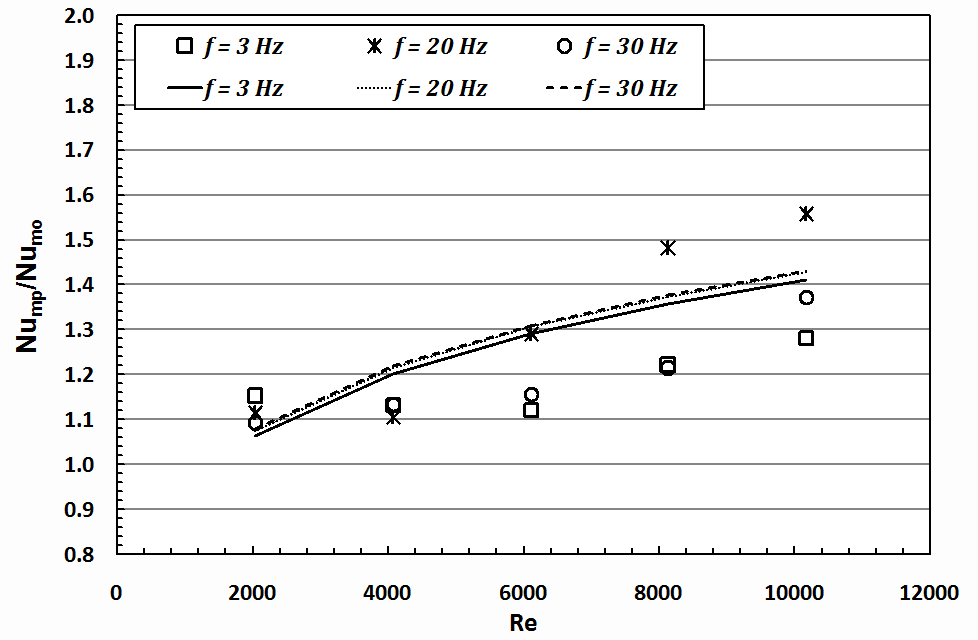 2.0
1.9
1.8
1.7
1.6
1.5
1.4
1.3
1.2
1.1
1.0
0.9
0.8
Nump/Numo
f = 3 Hz f = 20 Hz f = 30 Hz
f = 3 Hz f = 20 Hz f = 30 Hz
0 2000 4000 6000 8000 10000 12000
Re